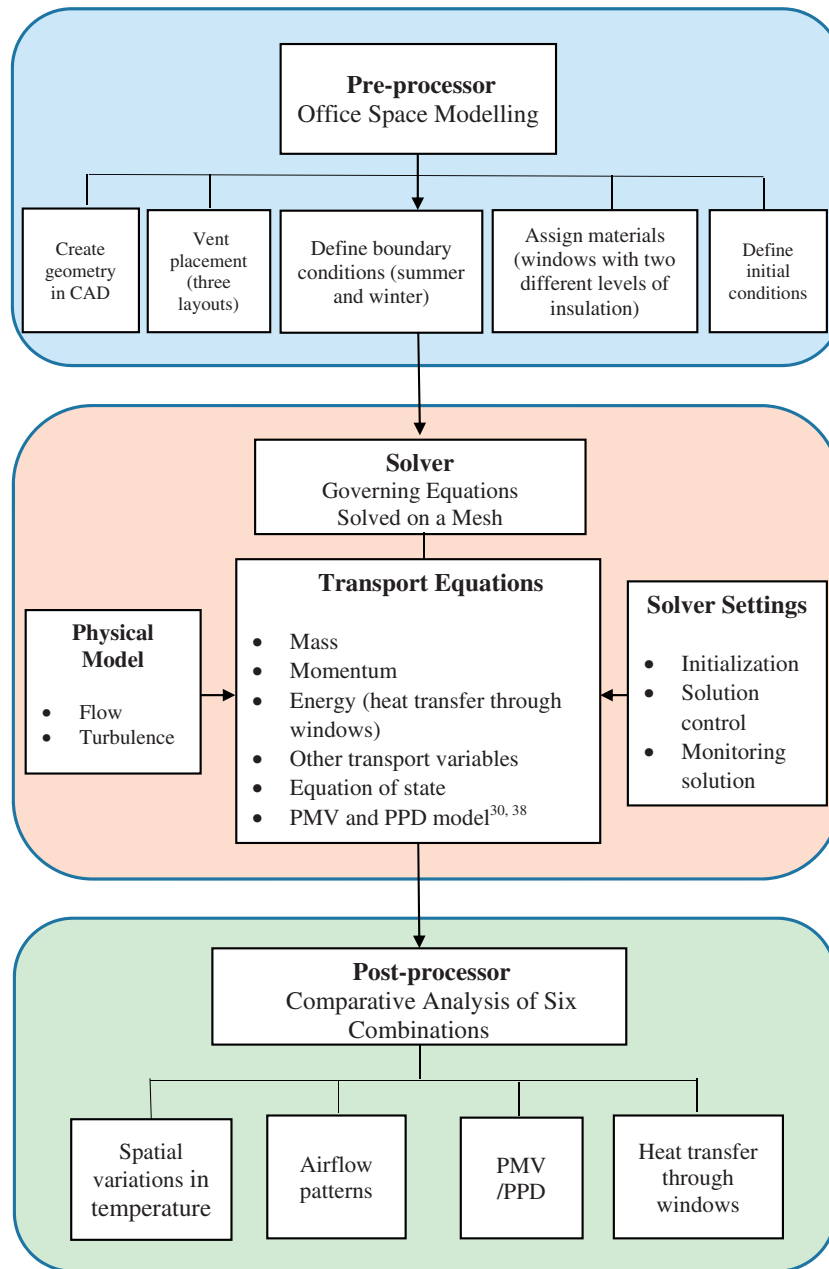 Pre-processor
Office Space Modelling
Create
geometry
in CAD
Vent
placement
(three
layouts)
Define boundary
conditions (summer
and winter)
Assign materials
(windows with two
different levels of
insulation)
Define
initial
conditions
Solver
Governing Equations
Solved on a Mesh
Physical
Model
• Flow
• Turbulence
Transport Equations
• Mass
• Momentum
• Energy (heat transfer through
windows)
• Other transport variables
• Equation of state
• PMV and PPD model30, 38
Solver Settings
• Initialization
• Solution
control
• Monitoring
solution
Post-processor
Comparative Analysis of Six
Combinations
Spatial
variations in
temperature
Airflow
patterns
PMV
/PPD
Heat transfer
through
windows